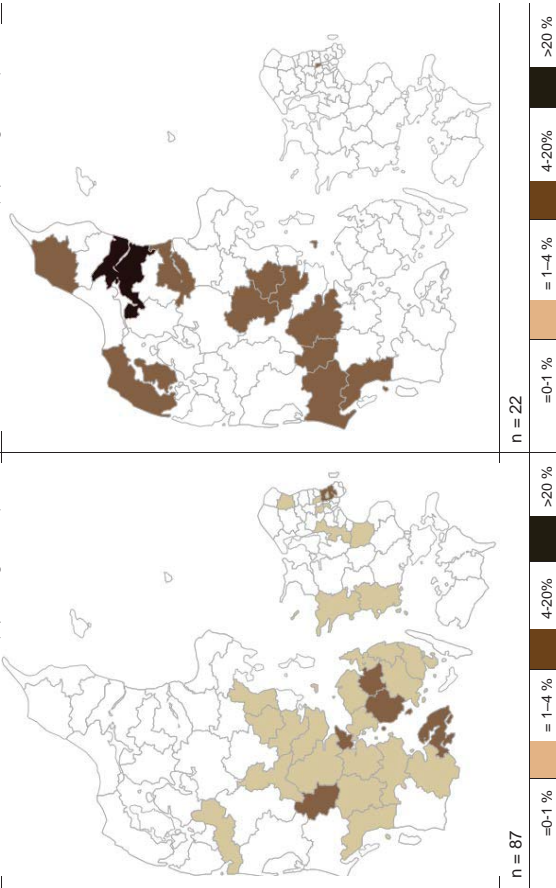 >20 %
4-20%
= 1–4 %
=0-1 %
n = 22
>20 %
4-20%
= 1–4 %
=0-1 %
n = 87